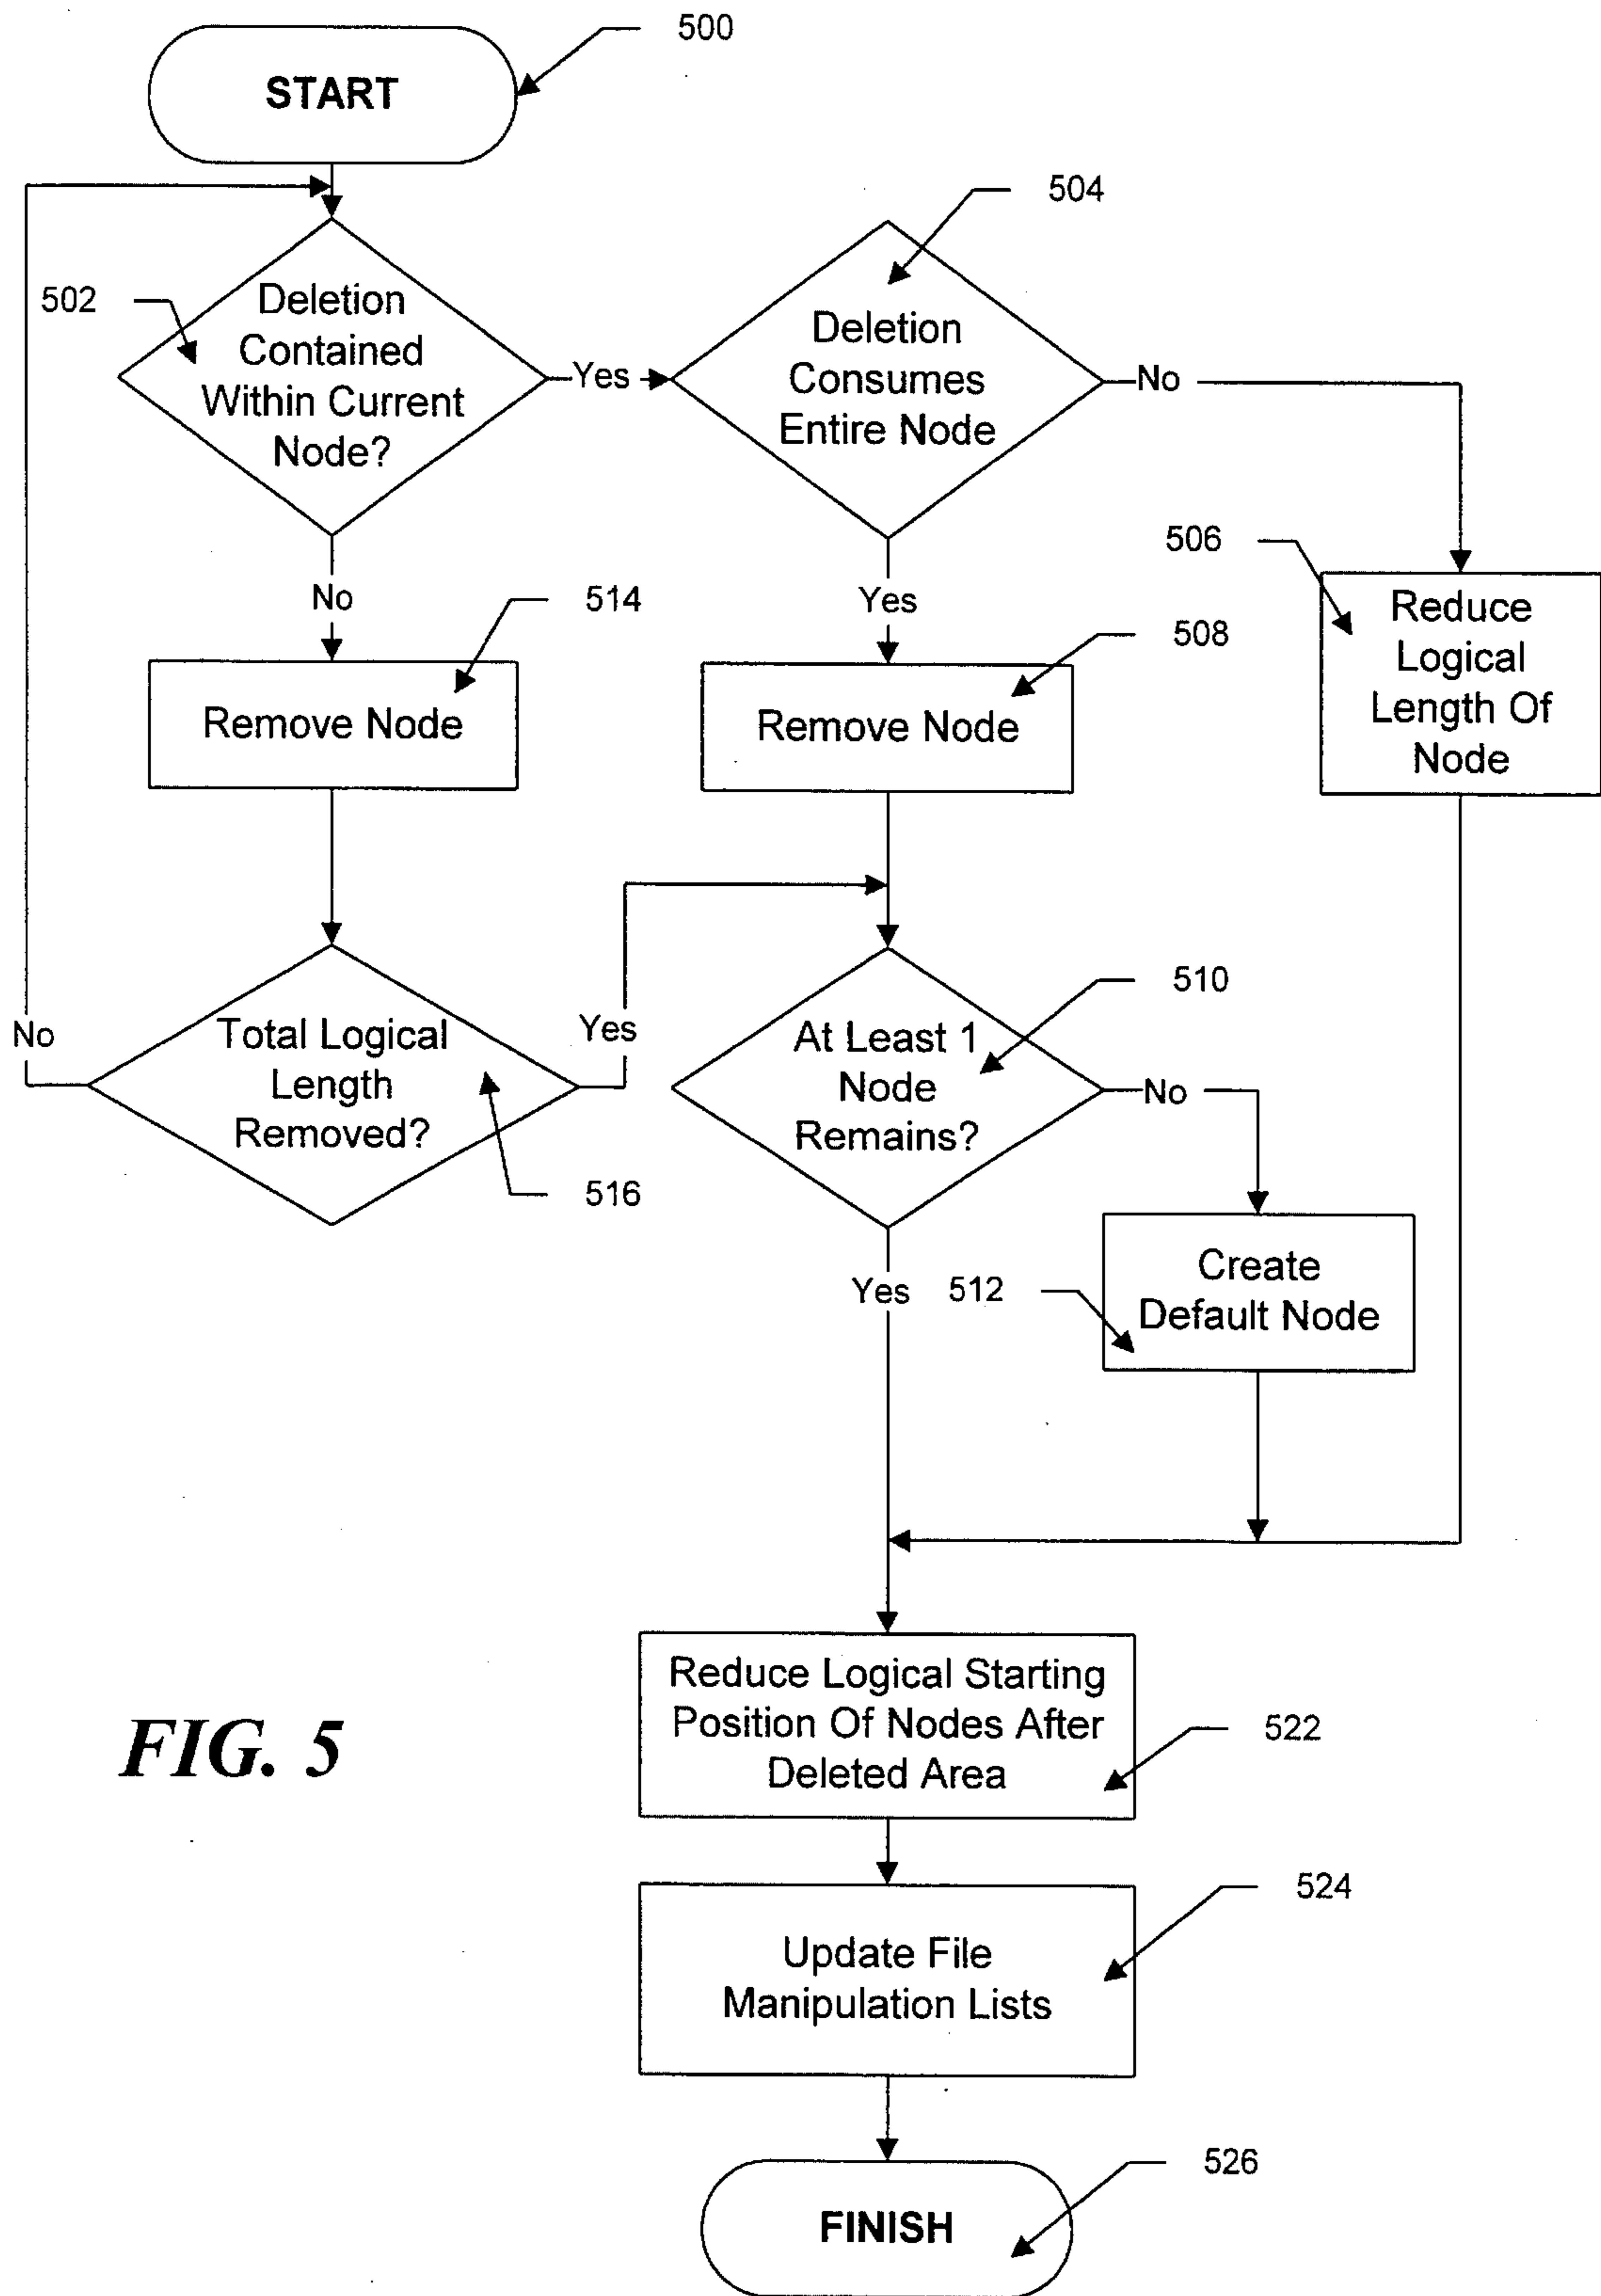 START
500
502
Deletion
Contained
Within Current
Node?
Yes
504
Deletion
Consumes
Entire Node
No
506
Reduce
Logical
Length Of
Node
No
514
Remove Node
Yes
508
Remove Node
No
Total Logical
Length
Removed?
516
Yes
510
At Least 1
Node
Remains?
No
Yes
512
Create
Default Node
FIG. 5
Reduce Logical Starting
Position Of Nodes After
Deleted Area
522
Update File
Manipulation Lists
524
FINISH
526